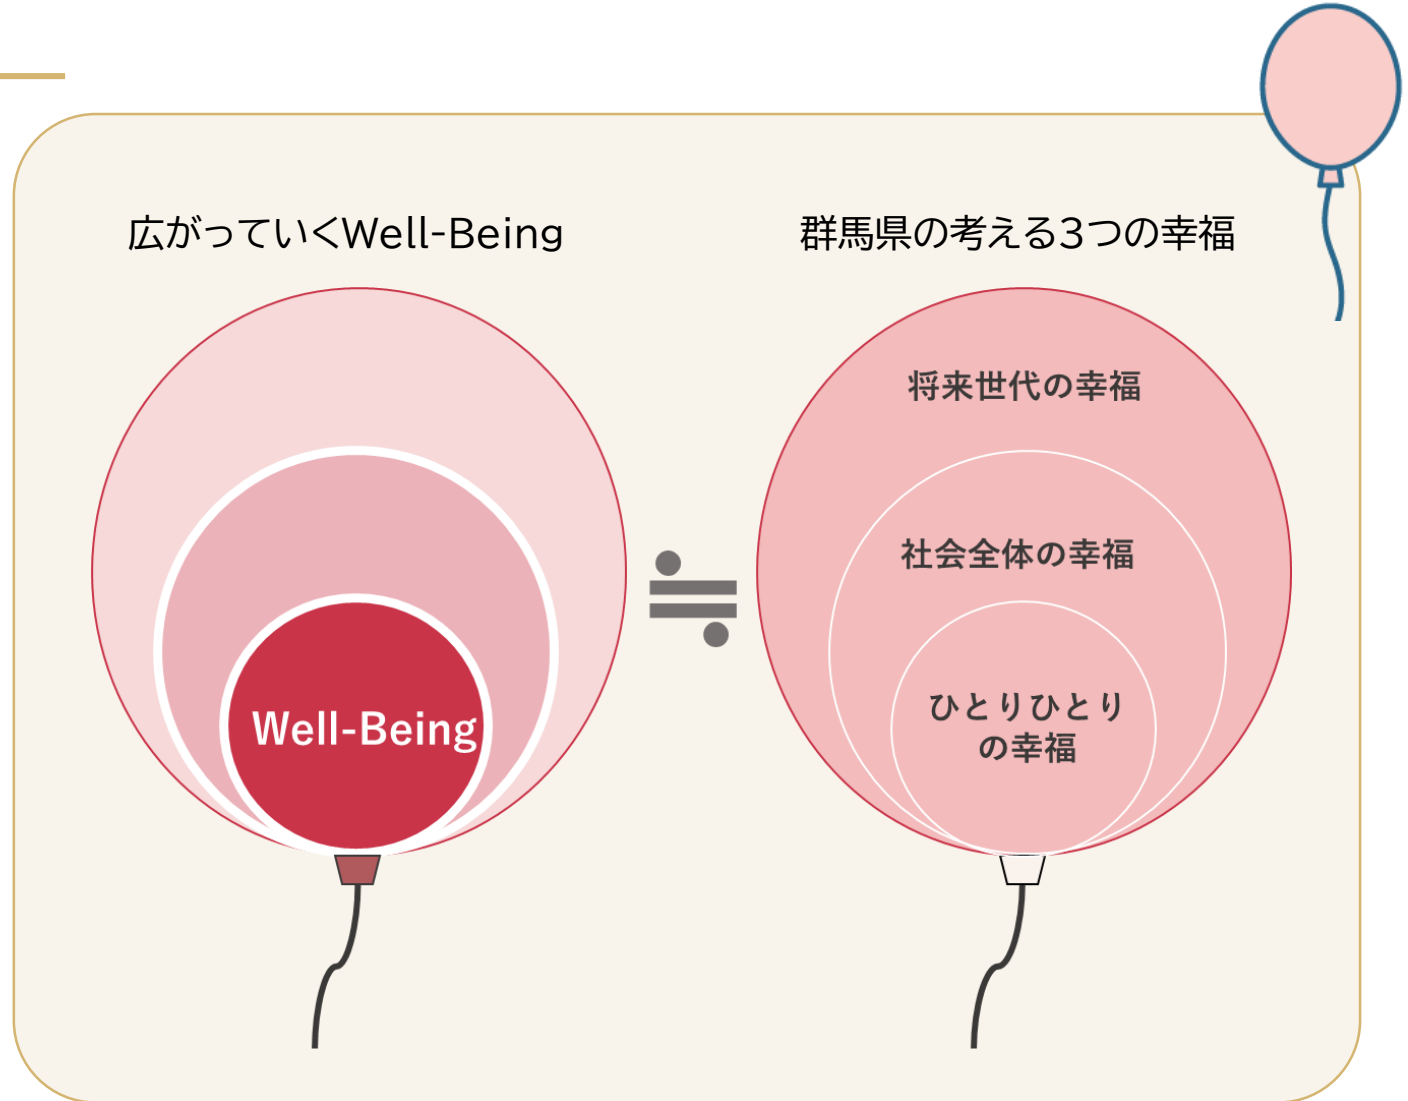 広がっていくWell-Being
群馬県の考える3つの幸福
Well-Being
≒
将来世代の幸福
社会全体の幸福
ひとりひとり
の幸福